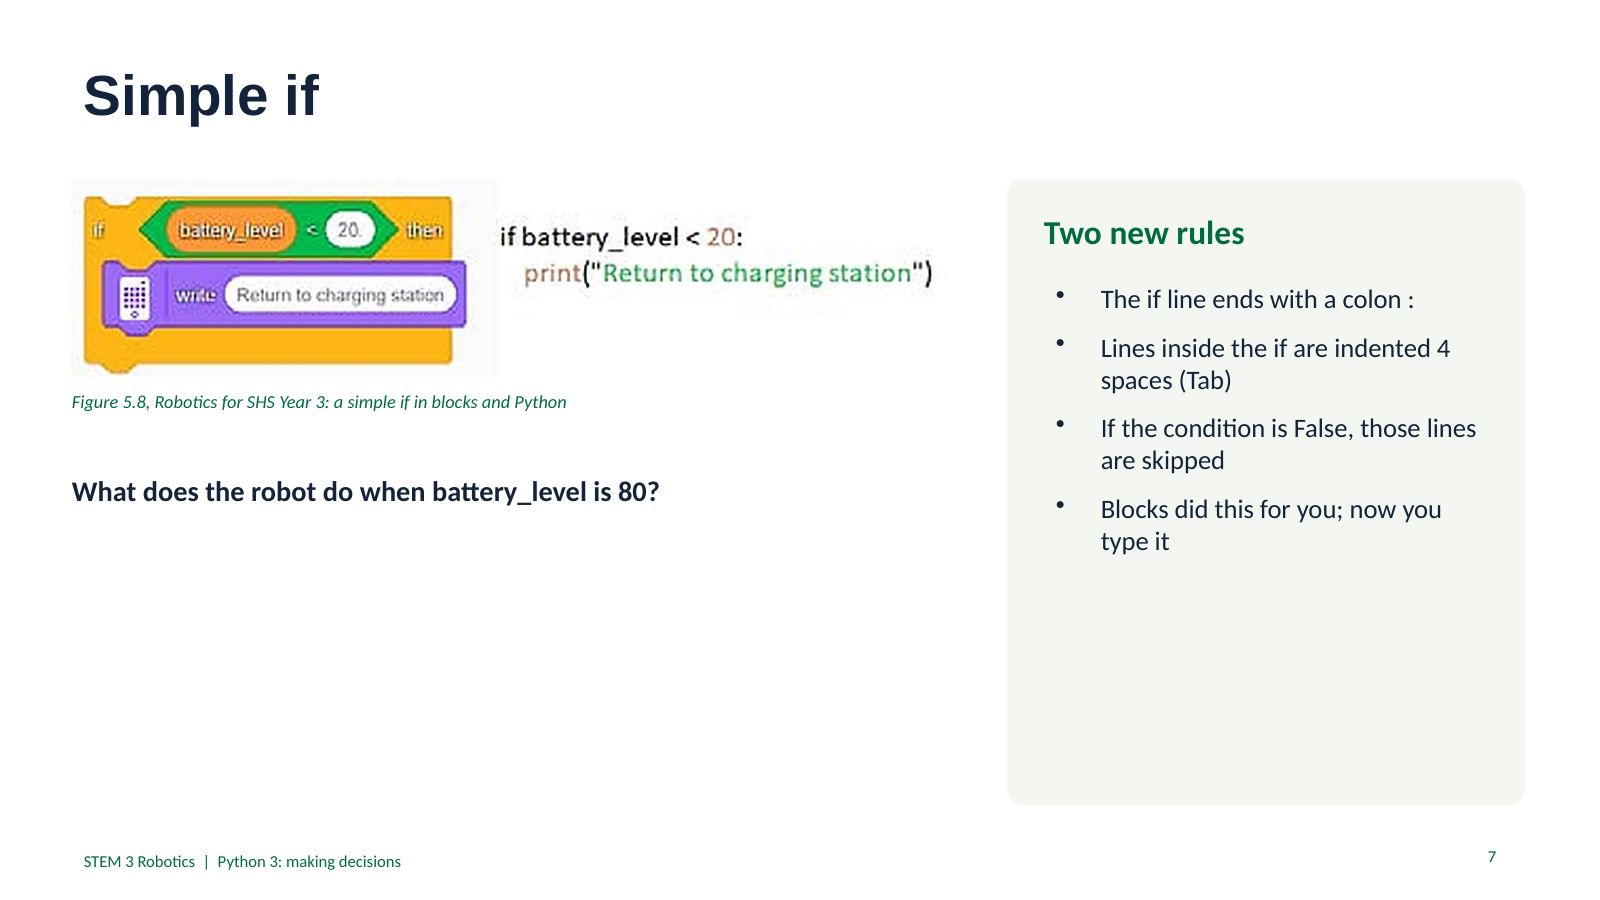 Simple if
if battery_level < 20. then
write Return to charging station
if battery_level < 20:
print("Return to charging station")
Figure 5.8, Robotics for SHS Year 3: a simple if in blocks and Python
What does the robot do when battery_level is 80?
Two new rules
• The if line ends with a colon :
• Lines inside the if are indented 4
spaces (Tab)
• If the condition is False, those lines
are skipped
• Blocks did this for you; now you
type it
STEM 3 Robotics | Python 3: making decisions
7